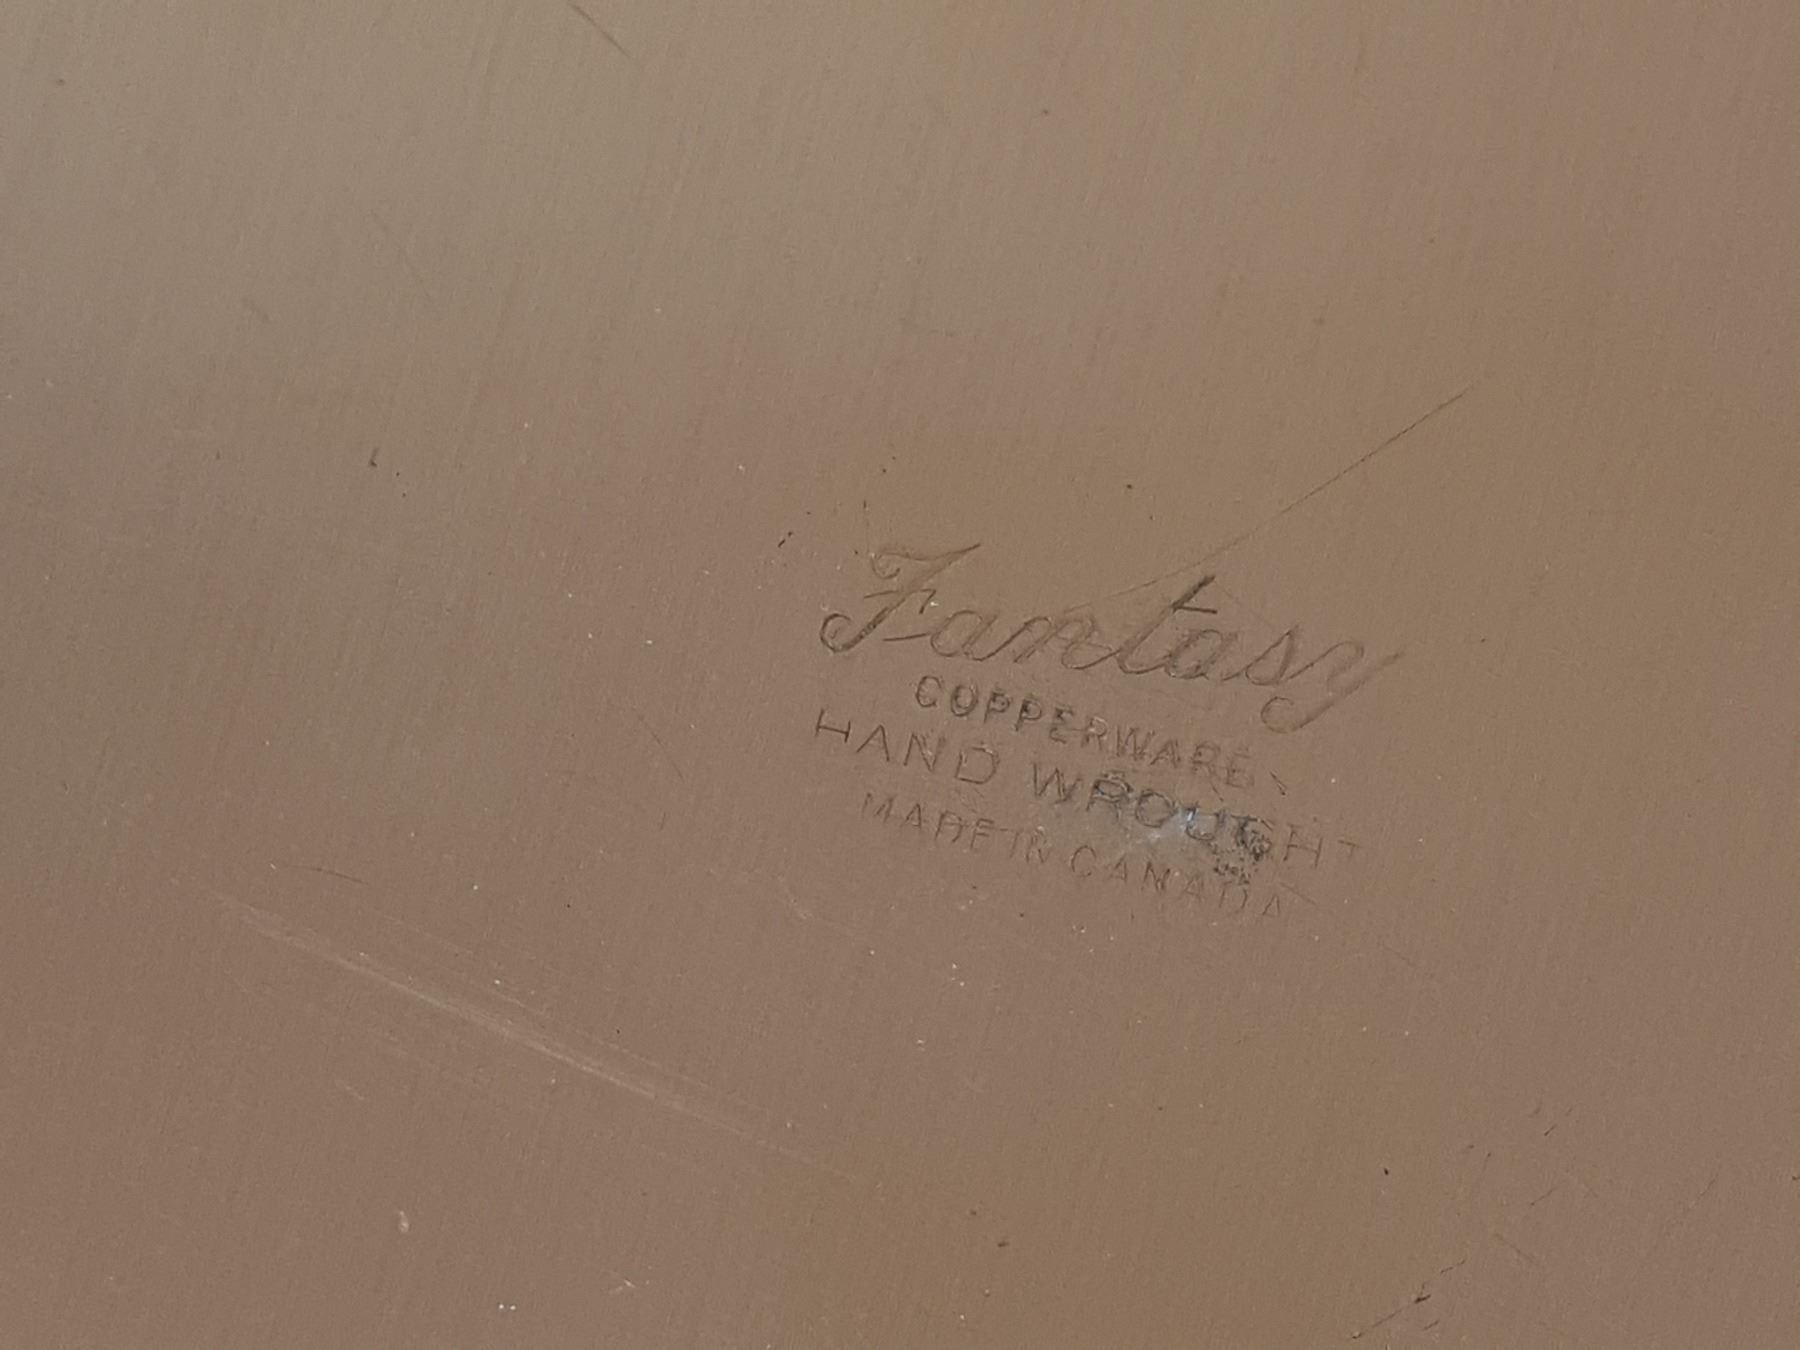 Fantasy
COPPERWARE
HAND WROUGHT
MADE IN CANADA